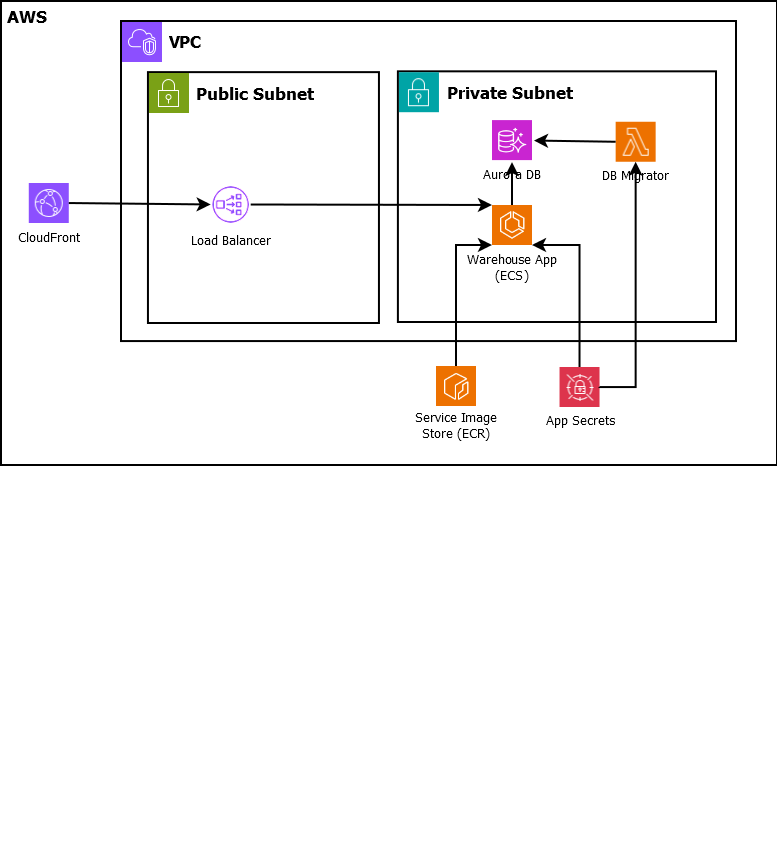 AWS
VPC
Public Subnet
Private Subnet
Aurora DB
DB Migrator
CloudFront
Load Balancer
Warehouse App
(ECS)
Service Image
Store (ECR)
App Secrets